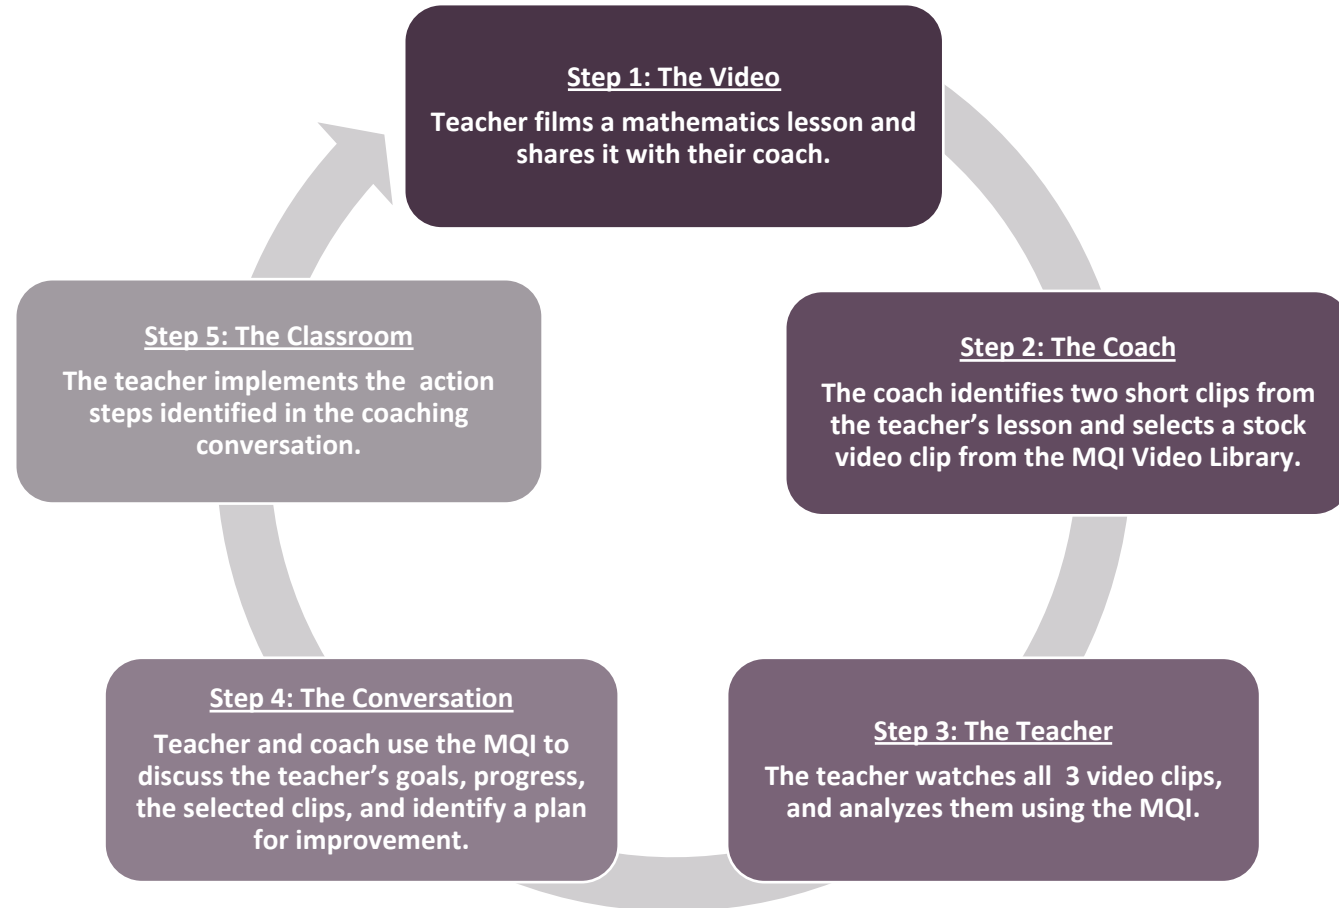 Step 1: The Video
Teacher films a mathematics lesson and
shares it with their coach.
Step 2: The Coach
The coach identifies two short clips from
the teacher’s lesson and selects a stock
video clip from the MQI Video Library.
Step 3: The Teacher
The teacher watches all  3 video clips,
and analyzes them using the MQI.
Step 4: The Conversation
Teacher and coach use the MQI to
discuss the teacher’s goals, progress,
the selected clips, and identify a plan
for improvement.
Step 5: The Classroom
The teacher implements the  action
steps identified in the coaching
conversation.